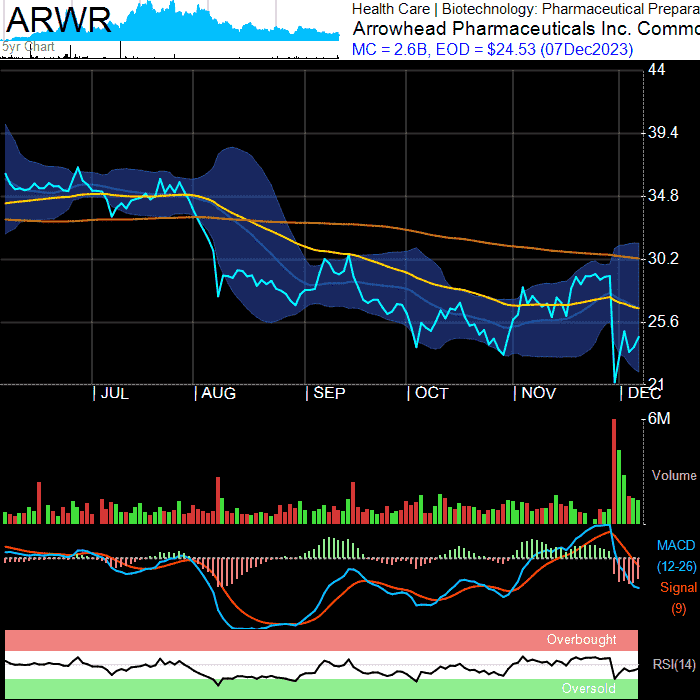 ARWR
Health Care | Biotechnology: Pharmaceutical Prepara
Arrowhead Pharmaceuticals Inc. Commo
5yr Chart
MC = 2.6B, EOD = $24.53 (07Dec2023)
44
39.4
34.8
30.2
25.6
21
JUL
AUG
SEP
OCT
NOV
DEC
6M
Volume
MACD
(12-26)
Signal
(9)
Overbought
RSI(14)
Oversold